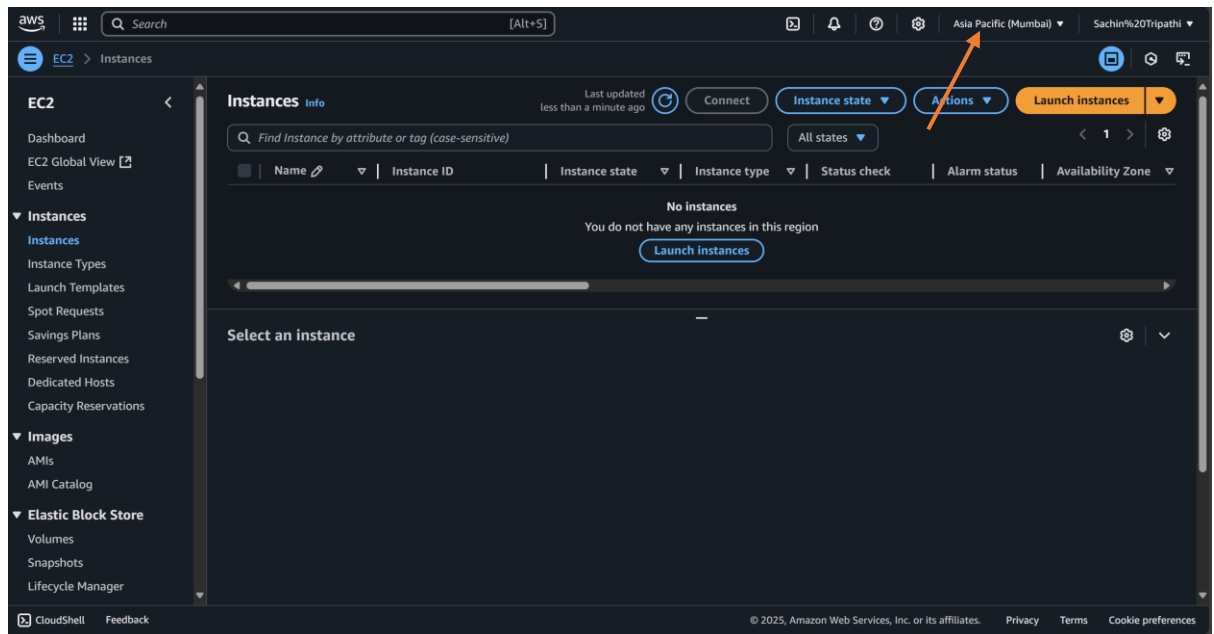 aws
Search
[Alt+S]
Asia Pacific (Mumbai)
Sachin%20Tripathi
EC2 > Instances
EC2
Dashboard
EC2 Global View
Events
Instances
Instances
Instance Types
Launch Templates
Spot Requests
Savings Plans
Reserved Instances
Dedicated Hosts
Capacity Reservations
Images
AMIs
AMI Catalog
Elastic Block Store
Volumes
Snapshots
Lifecycle Manager
Instances Info
Last updated
less than a minute ago
Connect
Instance state
Actions
Launch instances
Find Instance by attribute or tag (case-sensitive)
All states
1
Name
Instance ID
Instance state
Instance type
Status check
Alarm status
Availability Zone
No instances
You do not have any instances in this region
Launch instances
Select an instance
CloudShell
Feedback
© 2025, Amazon Web Services, Inc. or its affiliates.
Privacy
Terms
Cookie preferences